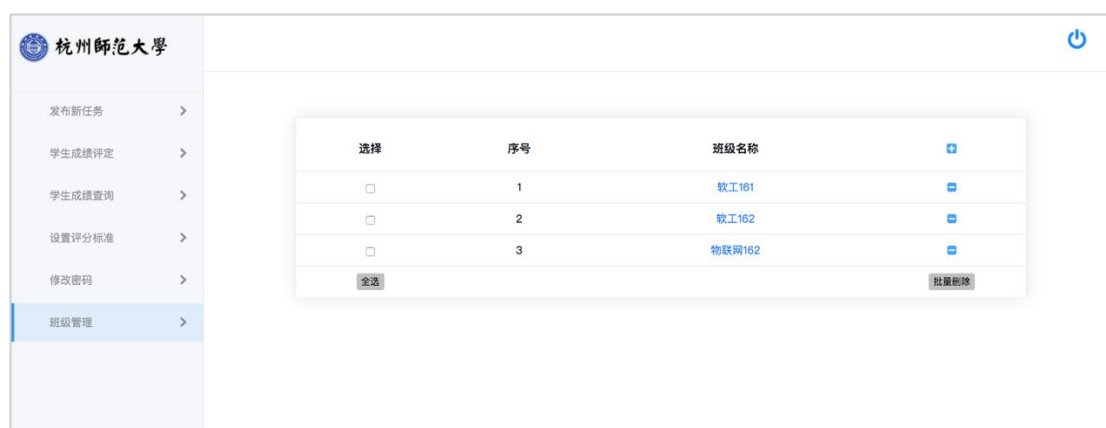 杭州師范大學
发布新任务
学生成绩评定
学生成绩查询
设置评分标准
修改密码
班级管理
选择 序号 班级名称
1 软工161
2 软工162
3 物联网162
全选 批量删除